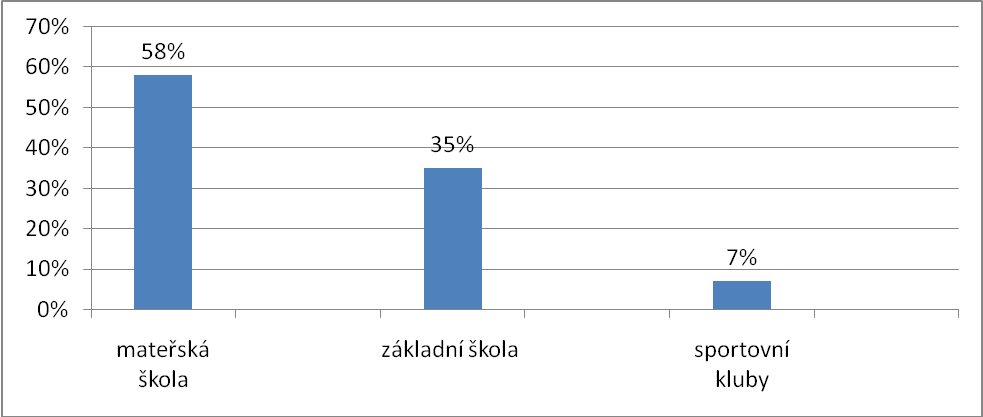 70%
60%
50%
40%
30%
20%
10%
0%
58%
35%
7%
mateřská
škola
základní škola
sportovní
kluby